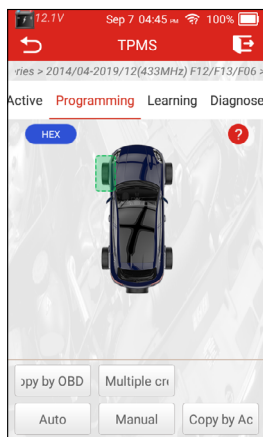 12.1V Sep 7 04:45 PM 100%
TPMS
ries > 2014/04-2019/12(433MHz) F12/F13/F06 >
Active Programming Learning Diagnose
HEX ?
opy by OBD Multiple cre
Auto Manual Copy by Ac